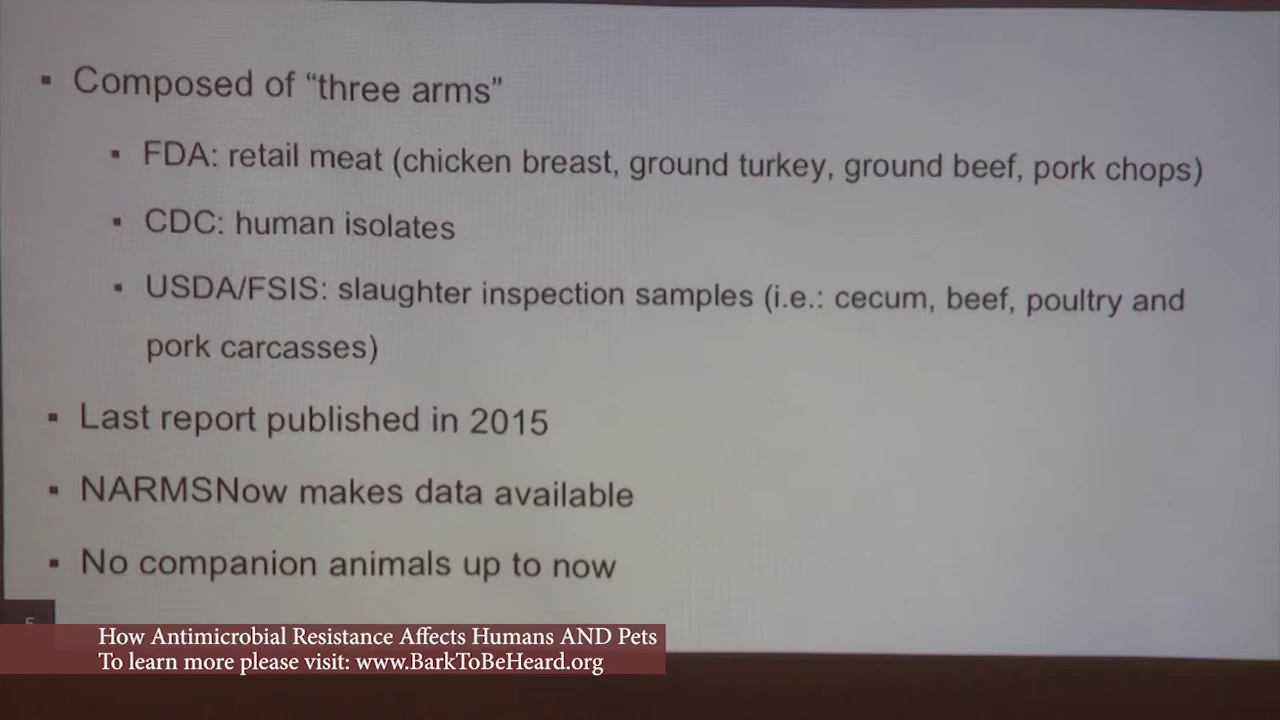 ▪ Composed of “three arms”
▪ FDA: retail meat (chicken breast, ground turkey, ground beef, pork chops)
▪ CDC: human isolates
▪ USDA/FSIS: slaughter inspection samples (i.e.: cecum, beef, poultry and
pork carcasses)
▪ Last report published in 2015
▪ NARMSNow makes data available
▪ No companion animals up to now
5
How Antimicrobial Resistance Affects Humans AND Pets
To learn more please visit: www.BarkToBeHeard.org